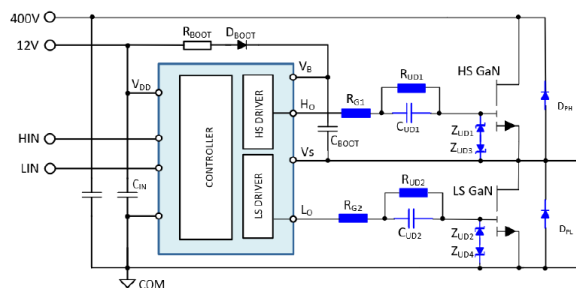 400V
12V
RBOOT
DBOOT
VDD
VB
HIN
LIN
CIN
CONTROLLER
HS DRIVER
LS DRIVER
HO
VS
LO
CBOOT
RG1
RUD1
CUD1
ZUD1
ZUD3
HS GaN
DPH
RG2
RUD2
CUD2
ZUD2
ZUD4
LS GaN
DPL
COM